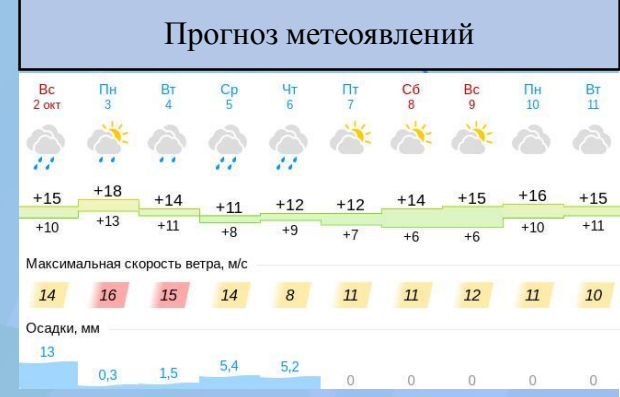 Прогноз метеоявлений
Вс Пн Вт Ср Чт Пт Сб Вс Пн Вт
2 окт 3 4 5 6 7 8 9 10 11
+15 +18 +14 +11 +12 +12 +14 +15 +16 +15
+10 +13 +11 +8 +9 +7 +6 +6 +10 +11
Максимальная скорость ветра, м/с
14 16 15 14 8 11 11 12 11 10
Осадки, мм
13 0,3 1,5 5,4 5,2 0 0 0 0 0